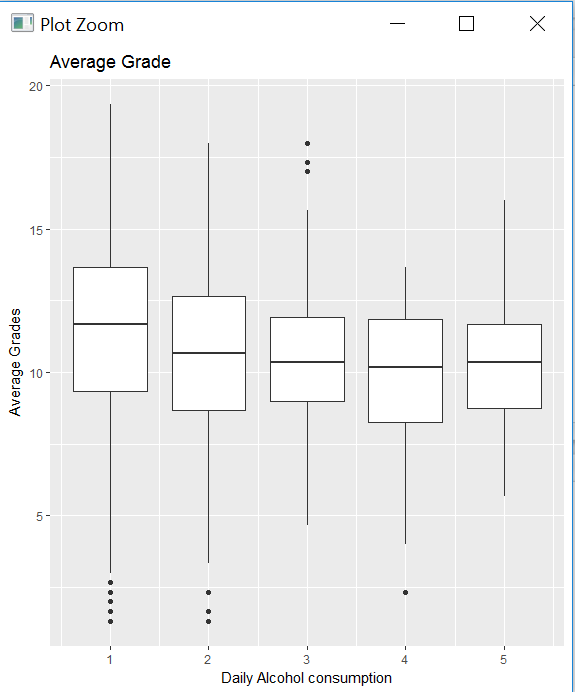 Plot Zoom
Average Grade
20
15
10
5
Average Grades
1 2 3 4 5
Daily Alcohol consumption